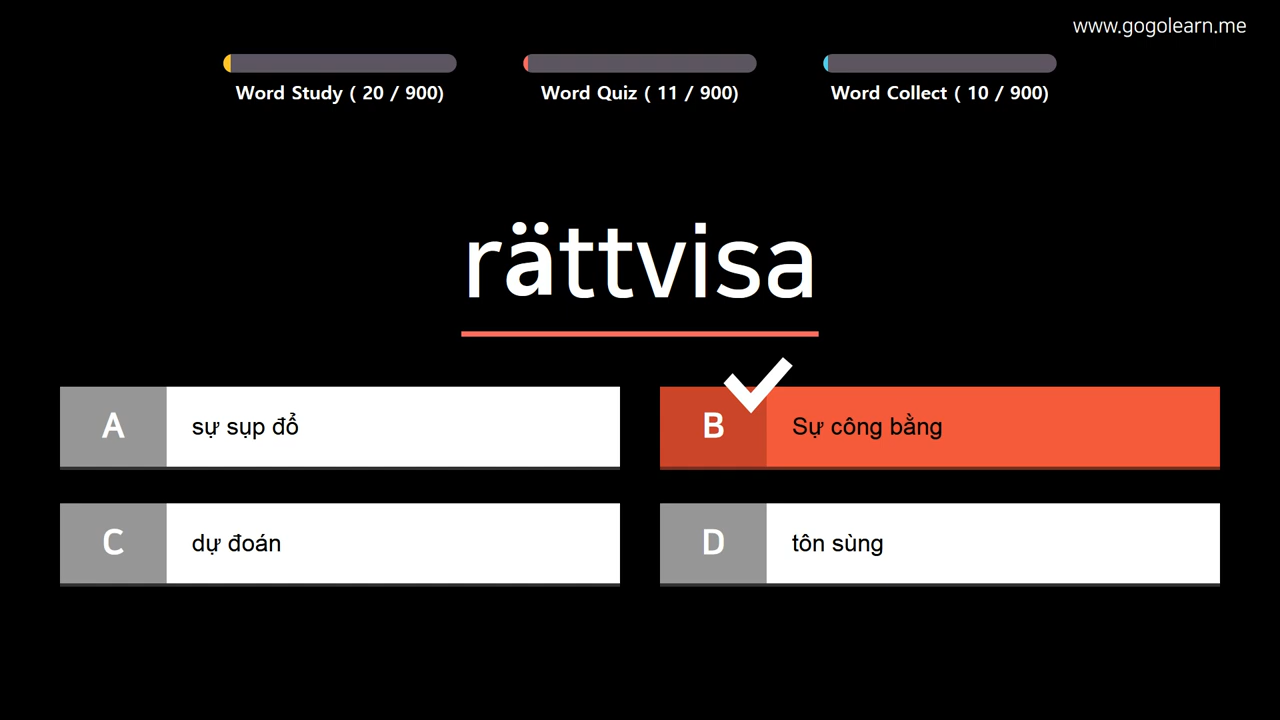 www.gogolearn.me
Word Study ( 20 / 900)
Word Quiz ( 11 / 900)
Word Collect ( 10 / 900)
rättvisa
A
sự sụp đổ
B
Sự công bằng
C
dự đoán
D
tôn sùng